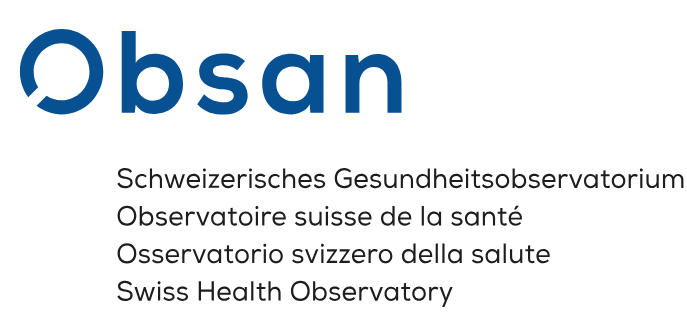 Obsan
Schweizerisches Gesundheitsobservatorium
Observatoire suisse de la santé
Osservatorio svizzero della salute
Swiss Health Observatory